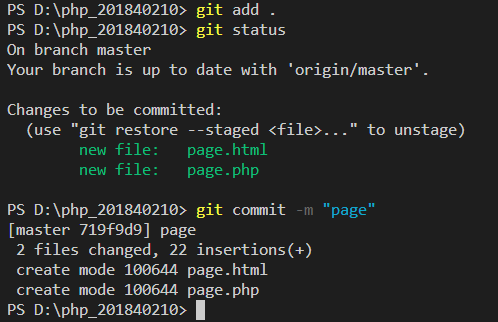 PS D:\php_201840210> git add .
PS D:\php_201840210> git status
On branch master
Your branch is up to date with 'origin/master'.
Changes to be committed:
  (use "git restore --staged <file>..." to unstage)
        new file:   page.html
        new file:   page.php
PS D:\php_201840210> git commit -m "page"
[master 719f9d9] page
 2 files changed, 22 insertions(+)
 create mode 100644 page.html
 create mode 100644 page.php
PS D:\php_201840210>